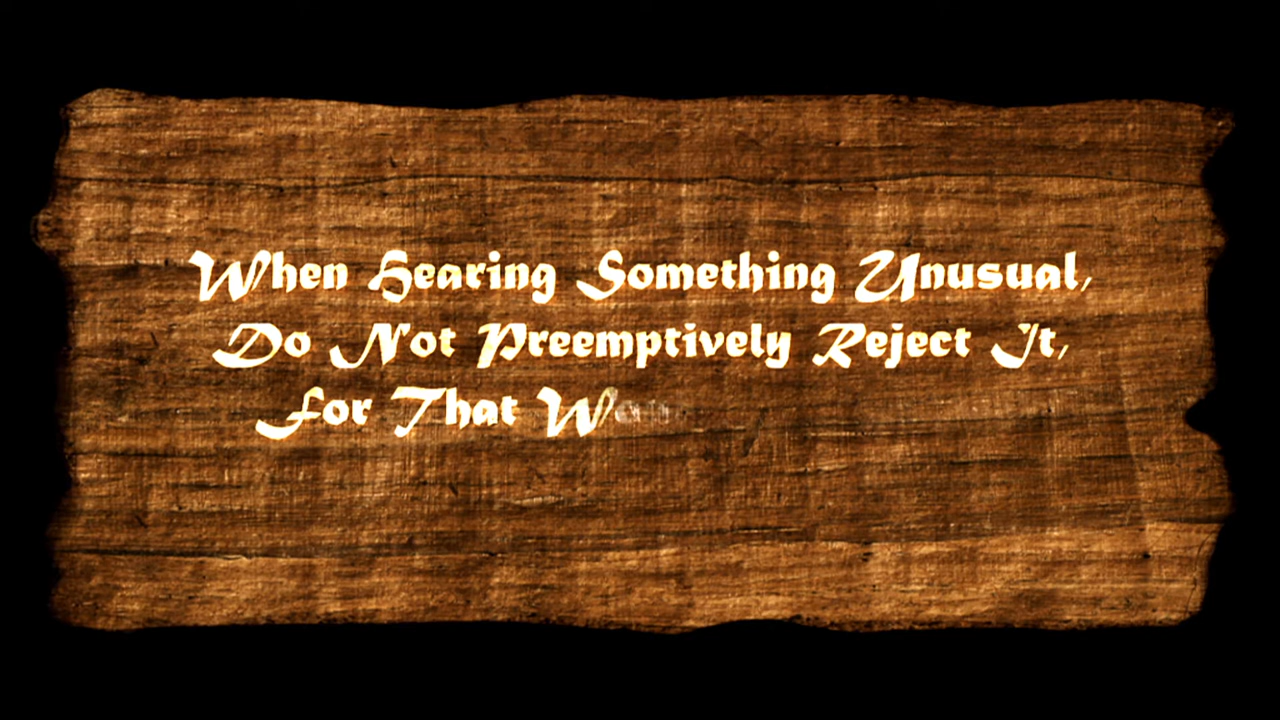 When Hearing Something Unusual,
Do Not Preemptively Reject It,
For That